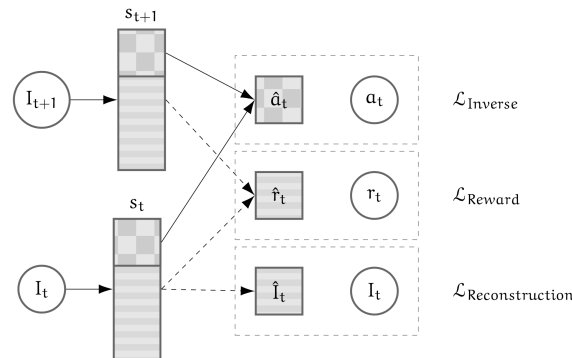 s_{t+1}
I_{t+1} â_t a_t ℒ_Inverse
r̂_t r_t ℒ_Reward
s_t
I_t Î_t I_t ℒ_Reconstruction